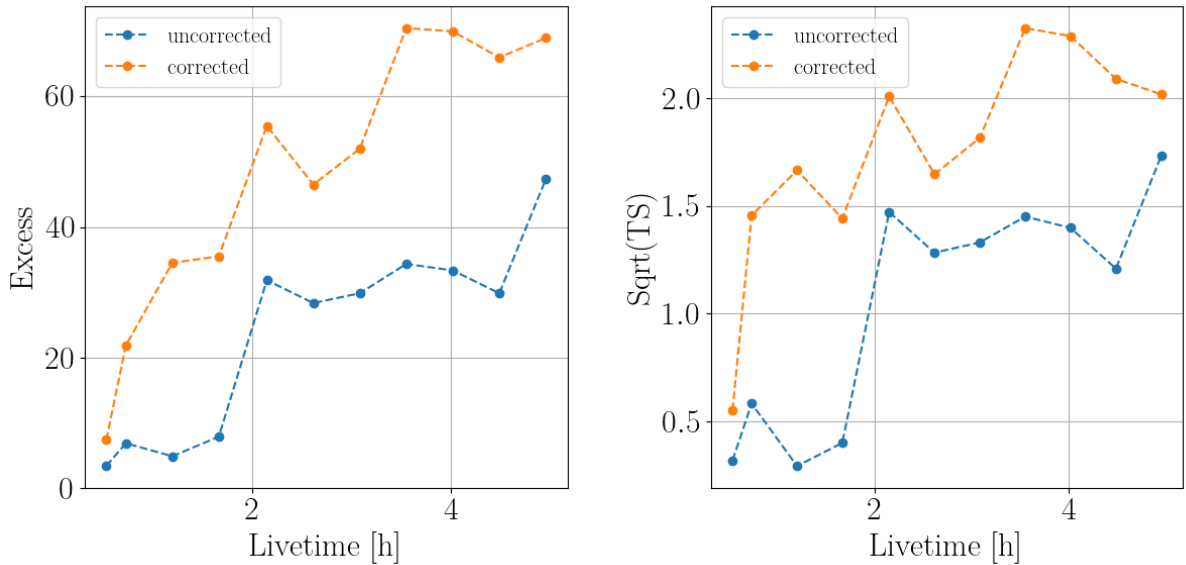 uncorrected
corrected
60
40
20
0
2
4
Excess
Livetime [h]
uncorrected
corrected
2.0
1.5
1.0
0.5
2
4
Sqrt(TS)
Livetime [h]